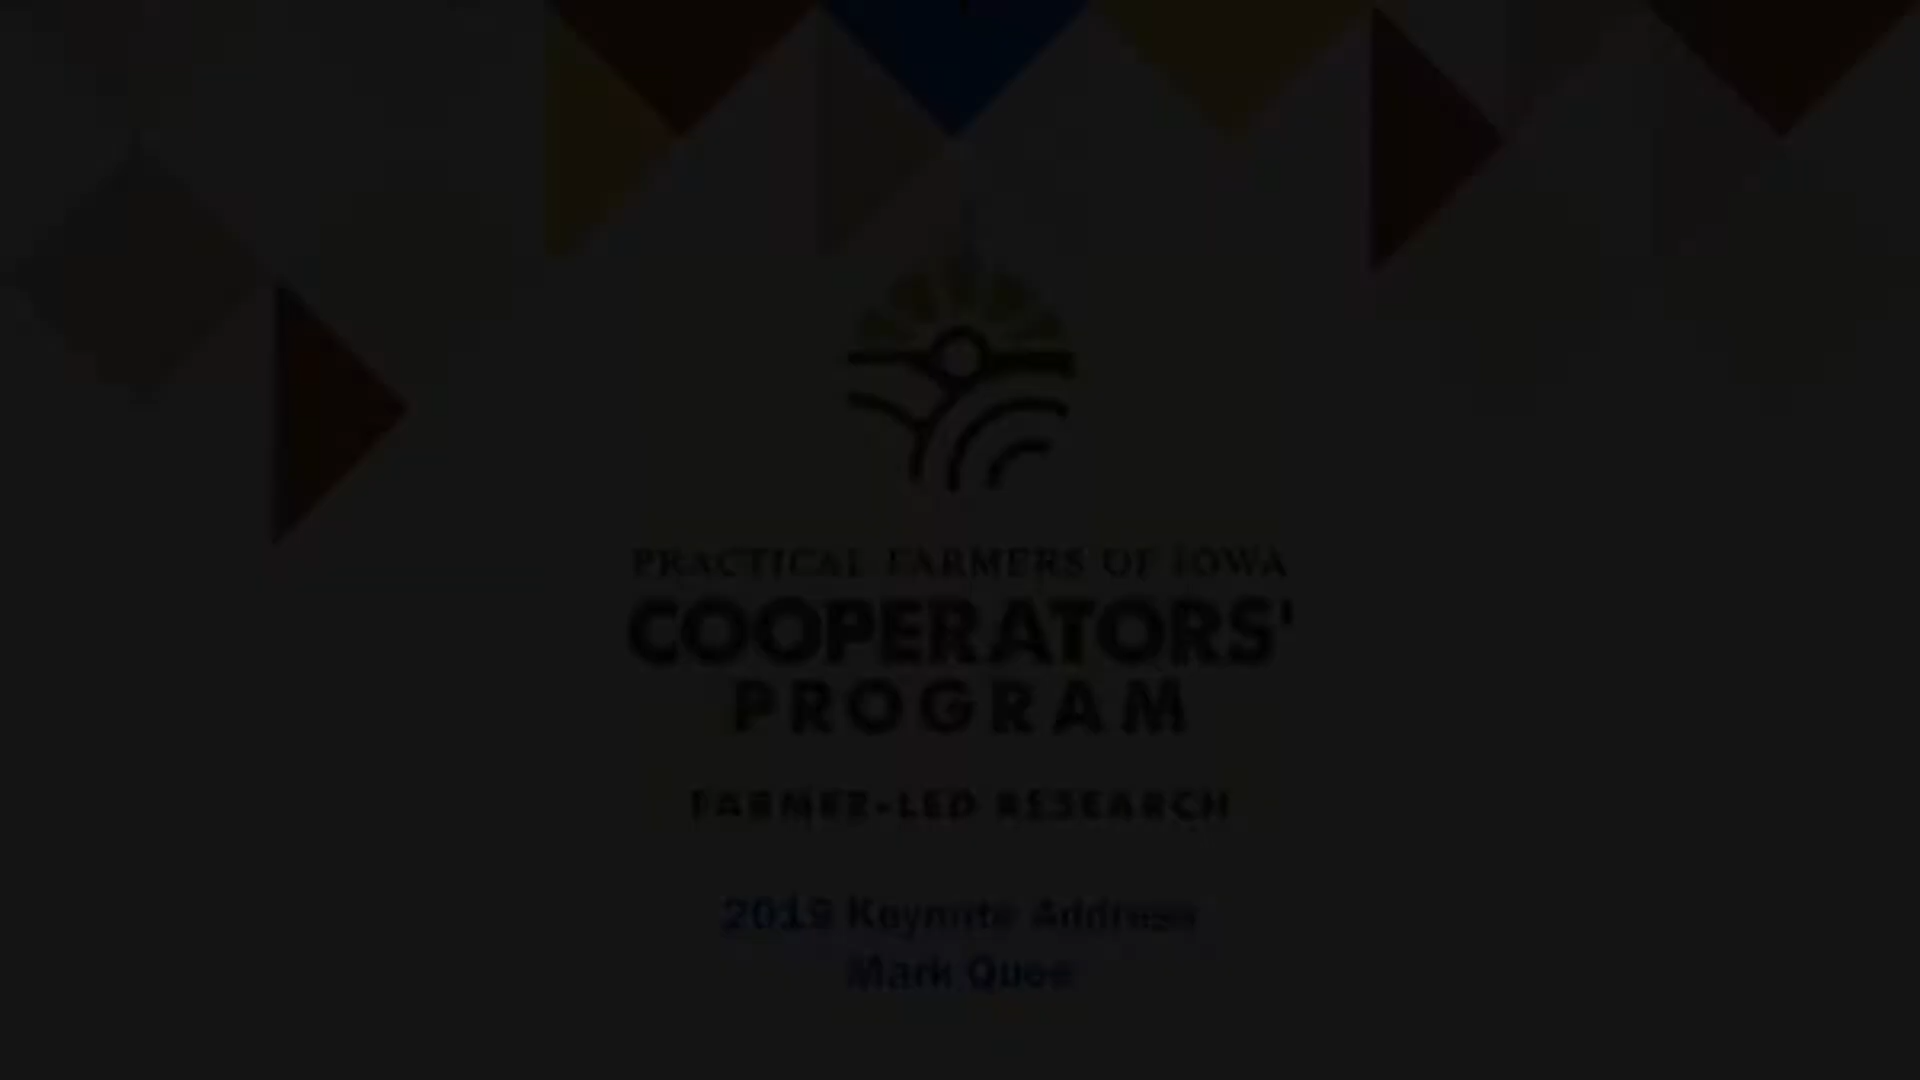 PRACTICAL FARMERS OF IOWA
COOPERATORS'
PROGRAM
FARMER-LED RESEARCH
2019 Keynote Address
Mark Quee